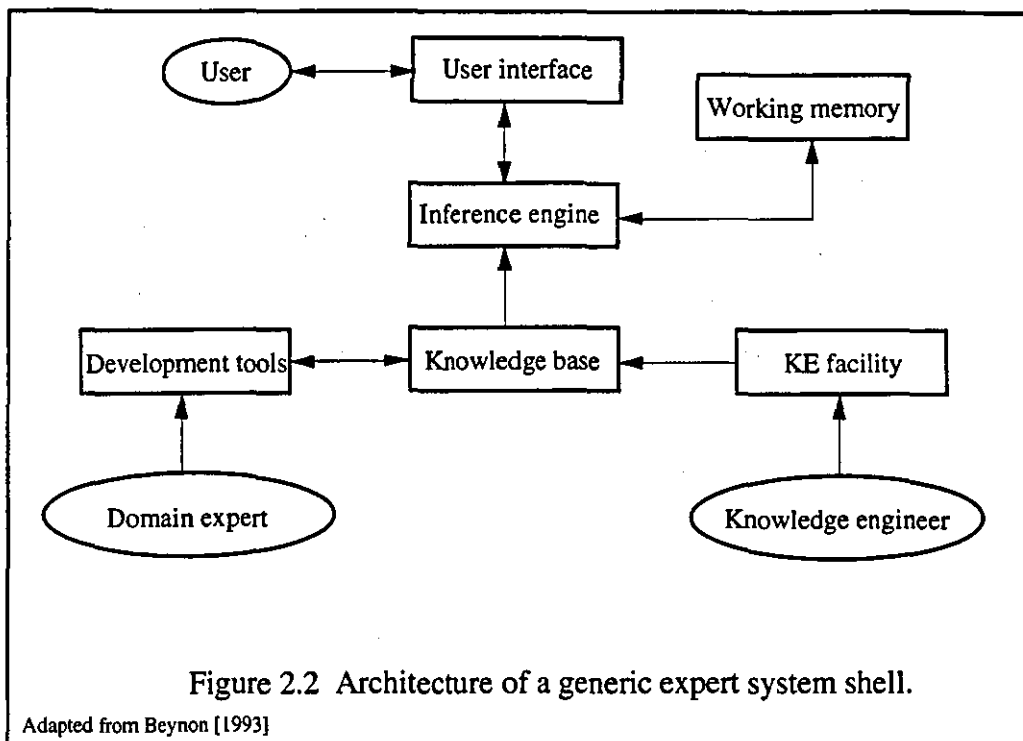 User
User interface
Working memory
Inference engine
Development tools
Knowledge base
KE facility
Domain expert
Knowledge engineer
Figure 2.2 Architecture of a generic expert system shell.
Adapted from Beynon [1993]